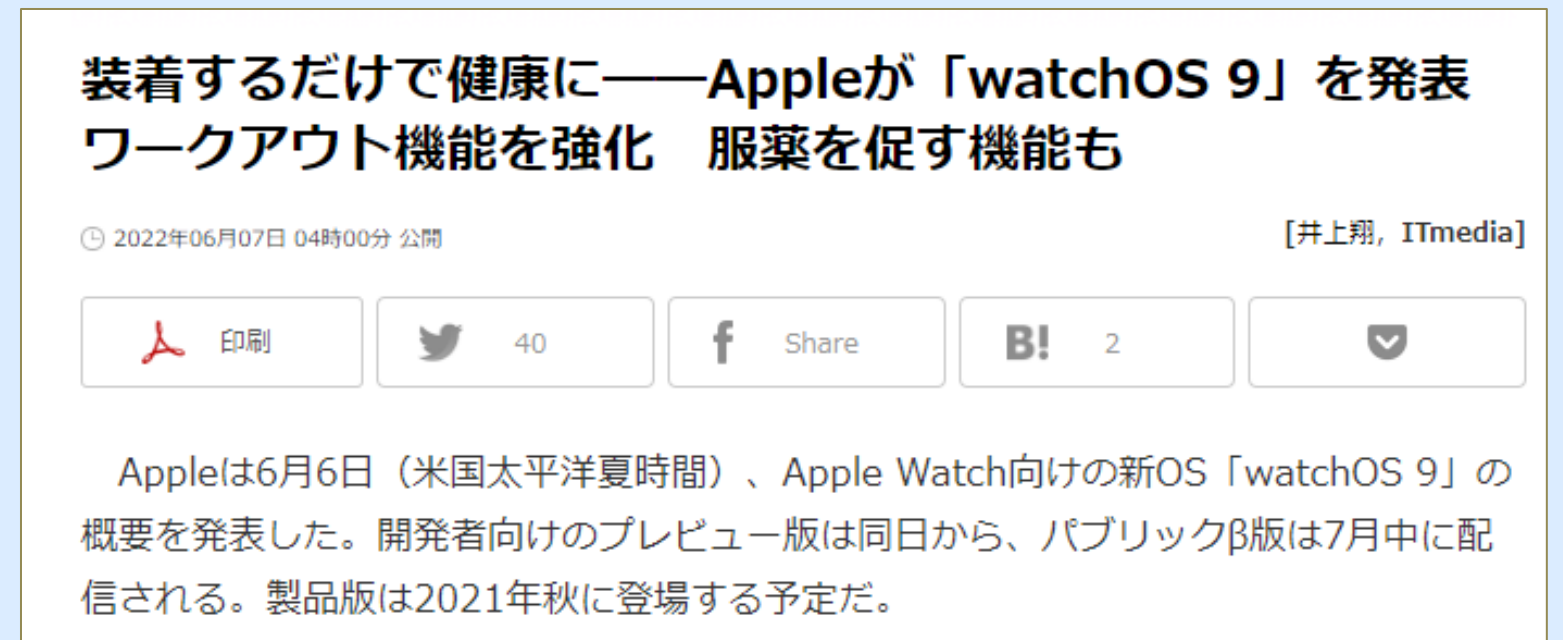 装着するだけで健康に――Appleが「watchOS 9」を発表
ワークアウト機能を強化　服薬を促す機能も
2022年06月07日 04時00分 公開
[井上翔，ITmedia]
印刷
40
Share
B! 2
　Appleは6月6日（米国太平洋夏時間）、Apple Watch向けの新OS「watchOS 9」の
概要を発表した。開発者向けのプレビュー版は同日から、パブリックβ版は7月中に配
信される。製品版は2021年秋に登場する予定だ。